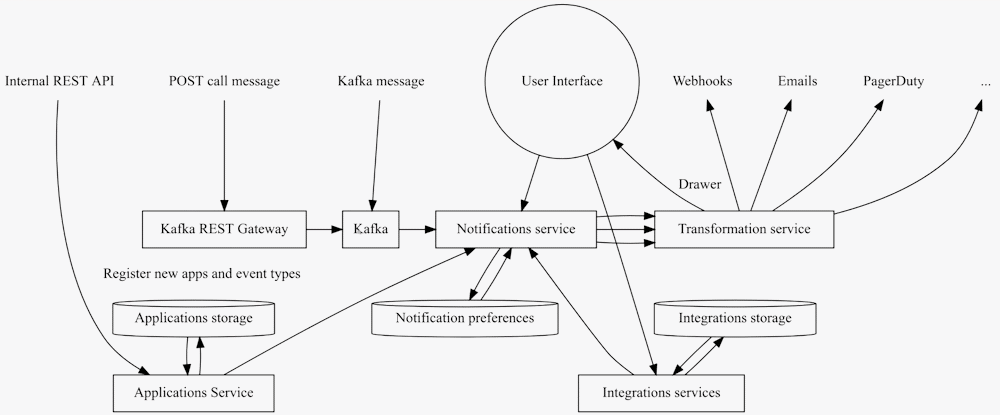 Internal REST API
POST call message
Kafka message
User Interface
Webhooks
Emails
PagerDuty
...
Drawer
Kafka REST Gateway
Kafka
Notifications service
Transformation service
Register new apps and event types
Applications storage
Notification preferences
Integrations storage
Applications Service
Integrations services